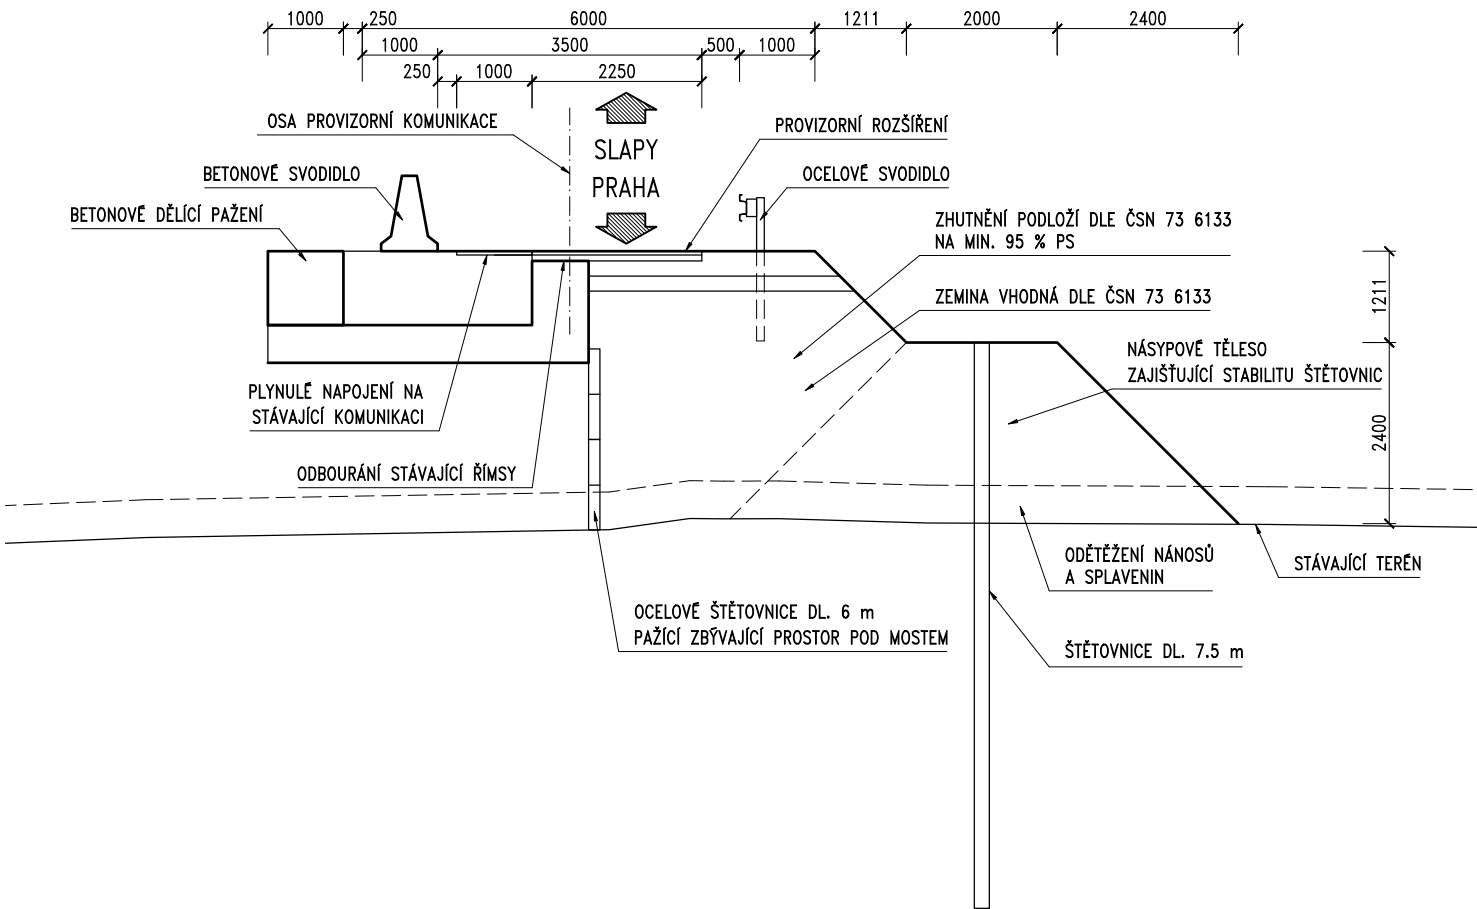 1000 250 6000 1211 2000 2400
1000 3500 500 1000
250 1000 2250
OSA PROVIZORNÍ KOMUNIKACE
PROVIZORNÍ ROZŠÍŘENÍ
SLAPY
PRAHA
BETONOVÉ SVODIDLO
OCELOVÉ SVODIDLO
BETONOVÉ DĚLÍCÍ PAŽENÍ
ZHUTNĚNÍ PODLOŽÍ DLE ČSN 73 6133
NA MIN. 95 % PS
ZEMINA VHODNÁ DLE ČSN 73 6133
1211
NÁSYPOVÉ TĚLESO
ZAJIŠŤUJÍCÍ STABILITU ŠTĚTOVNIC
PLYNULÉ NAPOJENÍ NA
STÁVAJÍCÍ KOMUNIKACI
2400
ODBOURÁNÍ STÁVAJÍCÍ ŘÍMSY
ODĚTĚŽENÍ NÁNOSŮ
A SPLAVENIN
STÁVAJÍCÍ TERÉN
OCELOVÉ ŠTĚTOVNICE DL. 6 m
PAŽÍCÍ ZBÝVAJÍCÍ PROSTOR POD MOSTEM
ŠTĚTOVNICE DL. 7.5 m